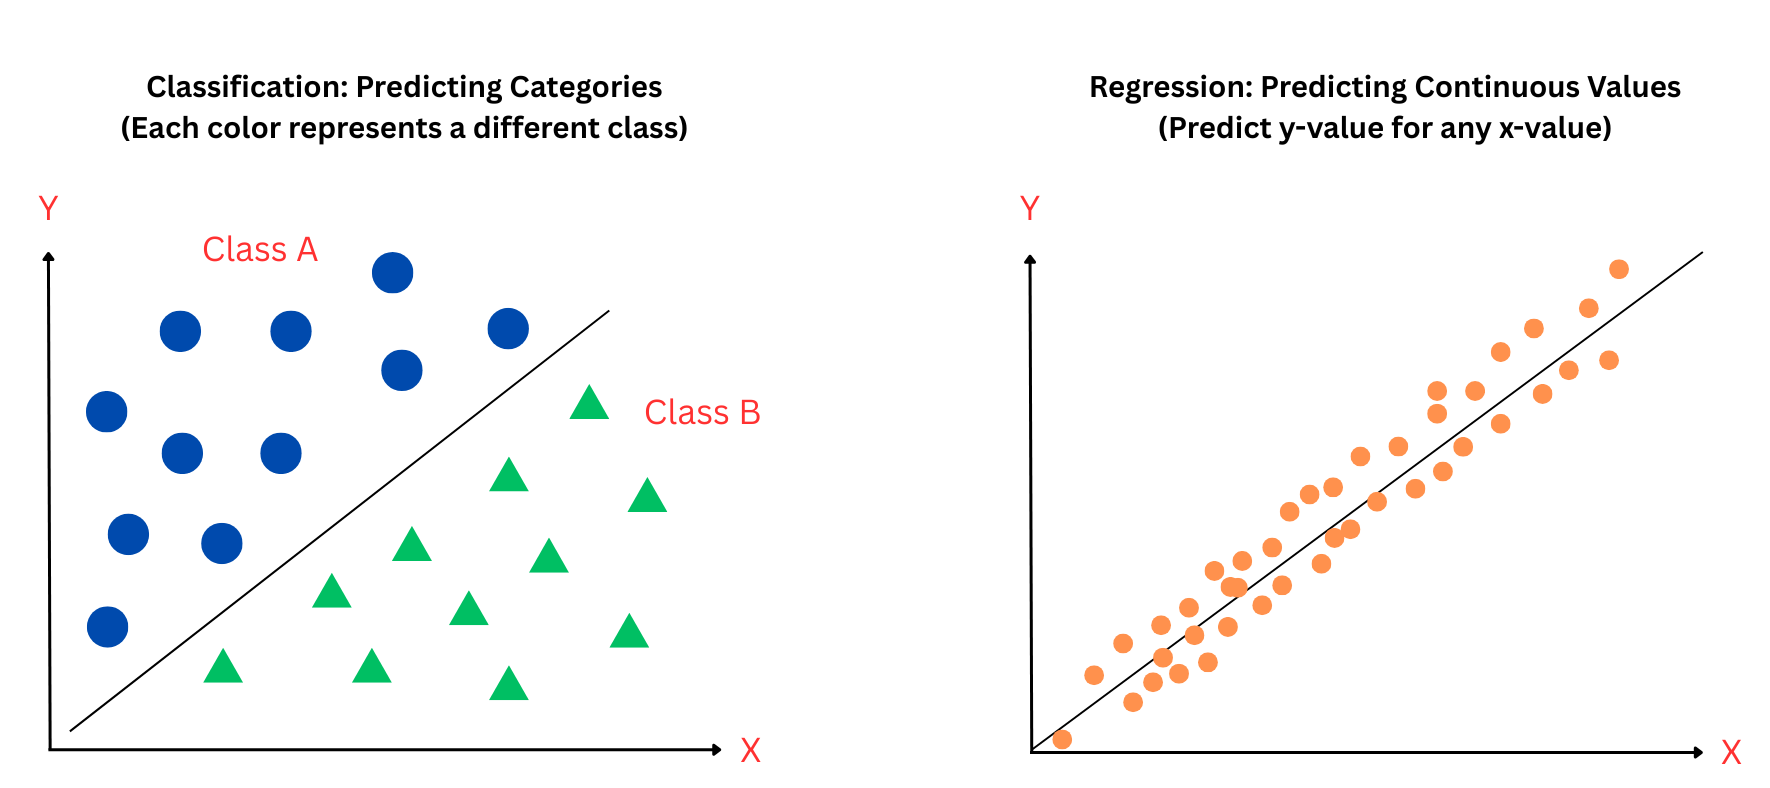 Classification: Predicting Categories
(Each color represents a different class)
Y
Class A
Class B
X
Regression: Predicting Continuous Values
(Predict y-value for any x-value)
Y
X